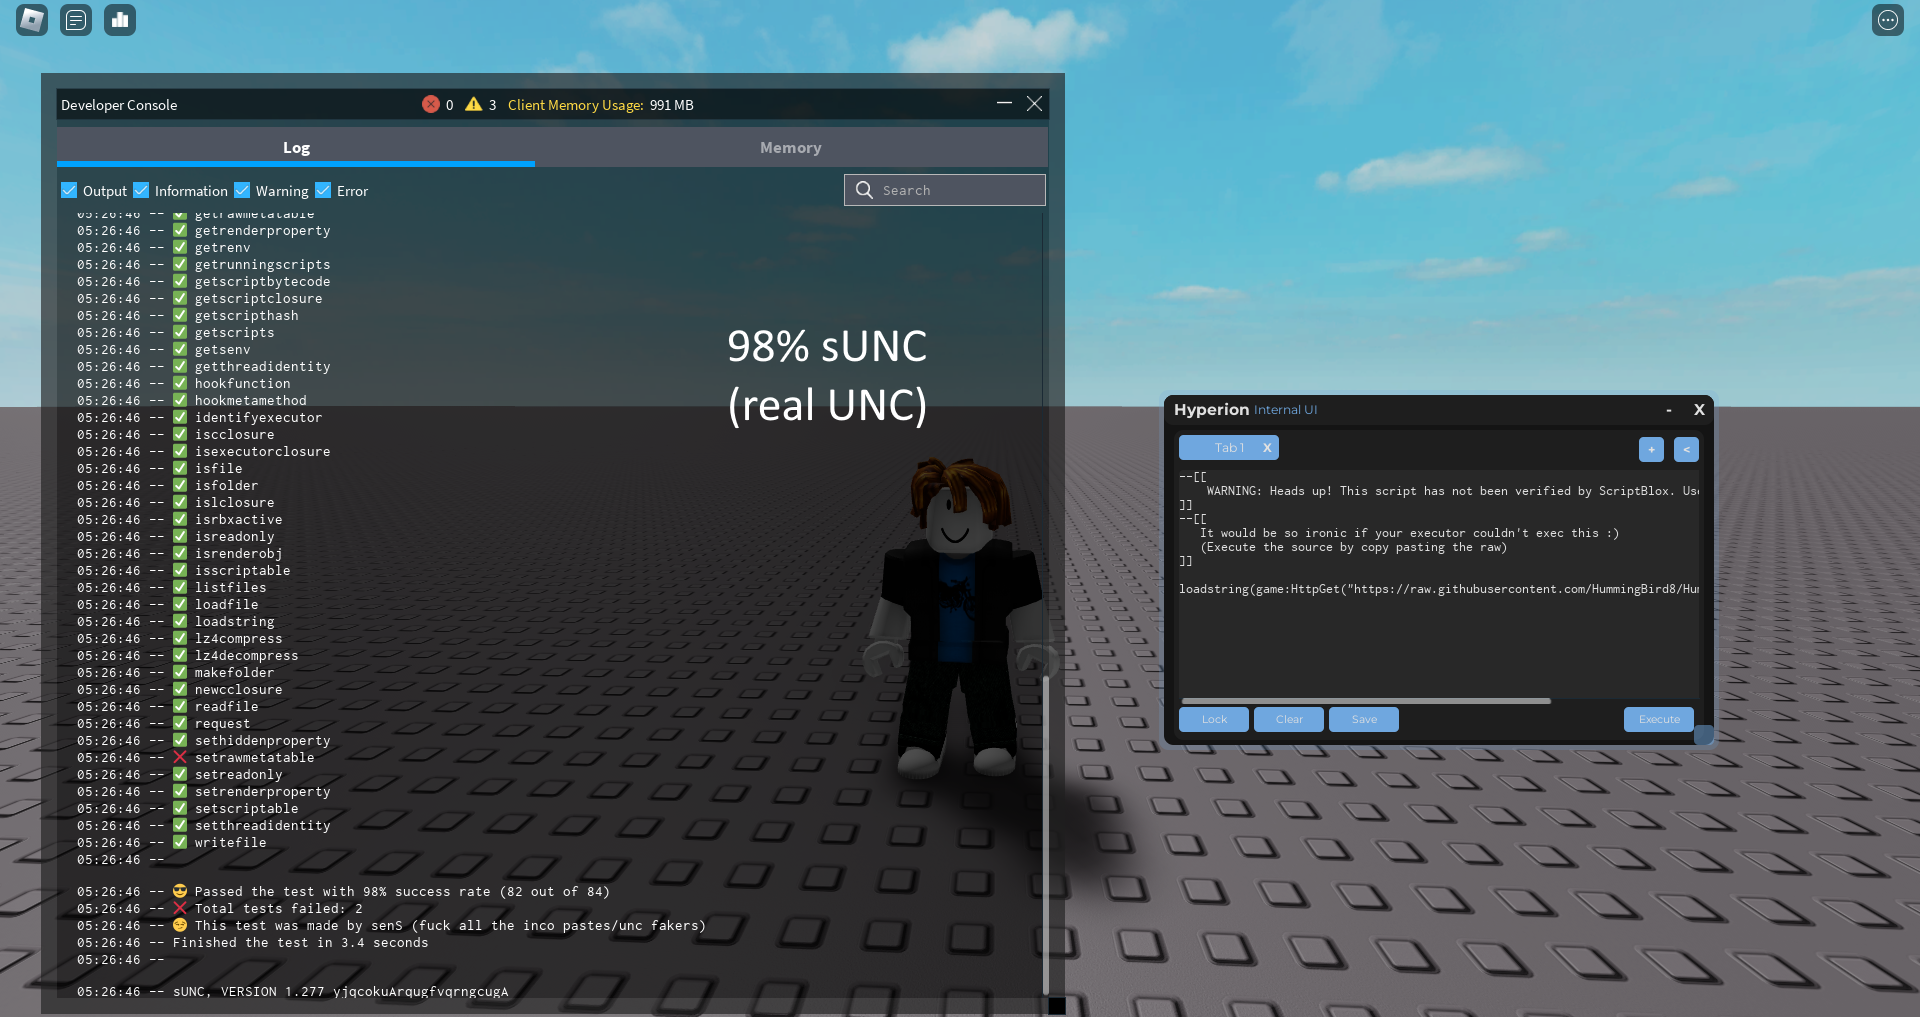 Developer Console
0
3
Client Memory Usage: 991 MB
Log
Memory
Output
Information
Warning
Error
Search
05:26:46 -- ✅ getrawmetatable
05:26:46 -- ✅ getrenderproperty
05:26:46 -- ✅ getrenv
05:26:46 -- ✅ getrunningscripts
05:26:46 -- ✅ getscriptbytecode
05:26:46 -- ✅ getscriptclosure
05:26:46 -- ✅ getscripthash
05:26:46 -- ✅ getscripts
05:26:46 -- ✅ getsenv
05:26:46 -- ✅ getthreadidentity
05:26:46 -- ✅ hookfunction
05:26:46 -- ✅ hookmetamethod
05:26:46 -- ✅ identifyexecutor
05:26:46 -- ✅ iscclosure
05:26:46 -- ✅ isexecutorclosure
05:26:46 -- ✅ isfile
05:26:46 -- ✅ isfolder
05:26:46 -- ✅ islclosure
05:26:46 -- ✅ isrbxactive
05:26:46 -- ✅ isreadonly
05:26:46 -- ✅ isrenderobj
05:26:46 -- ✅ isscriptable
05:26:46 -- ✅ listfiles
05:26:46 -- ✅ loadfile
05:26:46 -- ✅ loadstring
05:26:46 -- ✅ lz4compress
05:26:46 -- ✅ lz4decompress
05:26:46 -- ✅ makefolder
05:26:46 -- ✅ newcclosure
05:26:46 -- ✅ readfile
05:26:46 -- ✅ request
05:26:46 -- ✅ sethiddenproperty
05:26:46 -- ❌ setrawmetatable
05:26:46 -- ✅ setreadonly
05:26:46 -- ✅ setrenderproperty
05:26:46 -- ✅ setscriptable
05:26:46 -- ✅ setthreadidentity
05:26:46 -- ✅ writefile
05:26:46 --
05:26:46 -- 😎 Passed the test with 98% success rate (82 out of 84)
05:26:46 -- ❌ Total tests failed: 2
05:26:46 -- 😏 This test was made by senS (fuck all the inco pastes/unc fakers)
05:26:46 -- Finished the test in 3.4 seconds
05:26:46 --
05:26:46 -- sUNC, VERSION 1.277 yjqcokuArqugfvqrngcugA
98% sUNC
(real UNC)
Hyperion Internal UI
- X
Tab 1 X
+ <
--[[
WARNING: Heads up! This script has not been verified by ScriptBlox. Use
]]
--[[
It would be so ironic if your executor couldn't exec this :)
(Execute the source by copy pasting the raw)
]]
loadstring(game:HttpGet("https://raw.githubusercontent.com/HummingBird8/Hum
Lock
Clear
Save
Execute